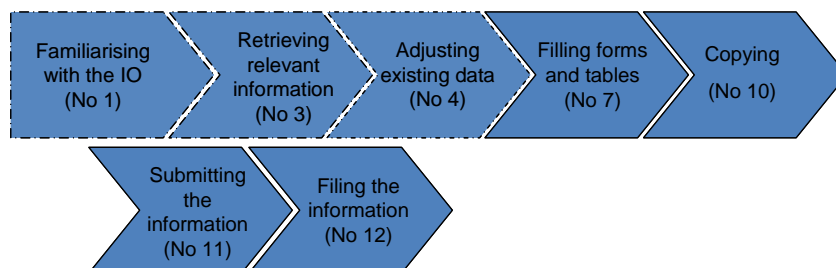 Familiarising
with the IO
(No 1)
Retrieving
relevant
information
(No 3)
Adjusting
existing data
(No 4)
Filling forms
and tables
(No 7)
Copying
(No 10)
Submitting
the
information
(No 11)
Filing the
information
(No 12)